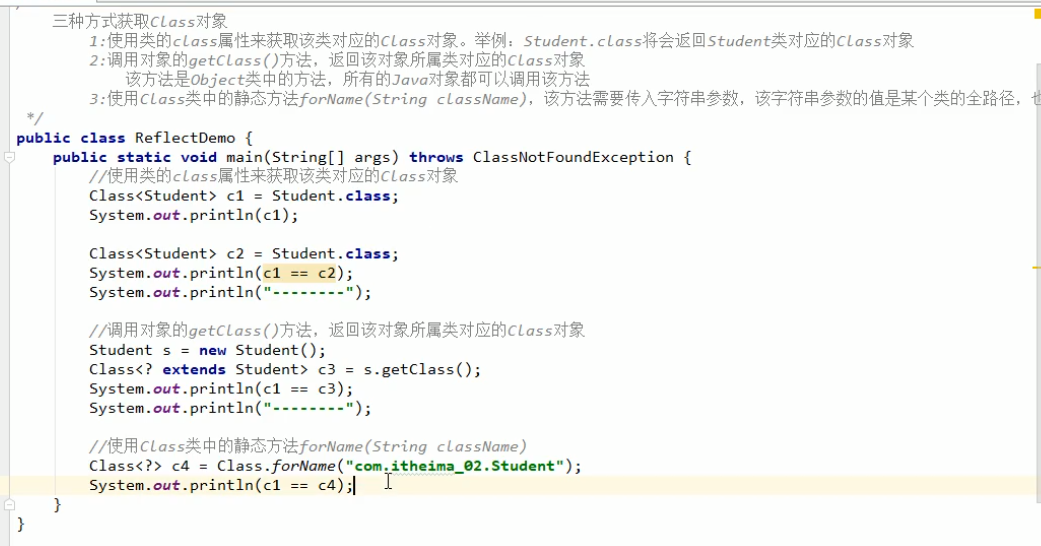 三种方式获取Class对象
1:使用类的class属性来获取该类对应的Class对象。举例：Student.class将会返回Student类对应的Class对象
2:调用对象的getClass()方法，返回该对象所属类对应的Class对象
该方法是Object类中的方法，所有的Java对象都可以调用该方法
3:使用Class类中的静态方法forName(String className)，该方法需要传入字符串参数，该字符串参数的值是某个类的全路径，
*/
public class ReflectDemo {
public static void main(String[] args) throws ClassNotFoundException {
//使用类的class属性来获取该类对应的Class对象
Class<Student> c1 = Student.class;
System.out.println(c1);
Class<Student> c2 = Student.class;
System.out.println(c1 == c2);
System.out.println("--------");
//调用对象的getClass()方法，返回该对象所属类对应的Class对象
Student s = new Student();
Class<? extends Student> c3 = s.getClass();
System.out.println(c1 == c3);
System.out.println("--------");
//使用Class类中的静态方法forName(String className)
Class<?> c4 = Class.forName("com.itheima_02.Student");
System.out.println(c1 == c4);
}
}